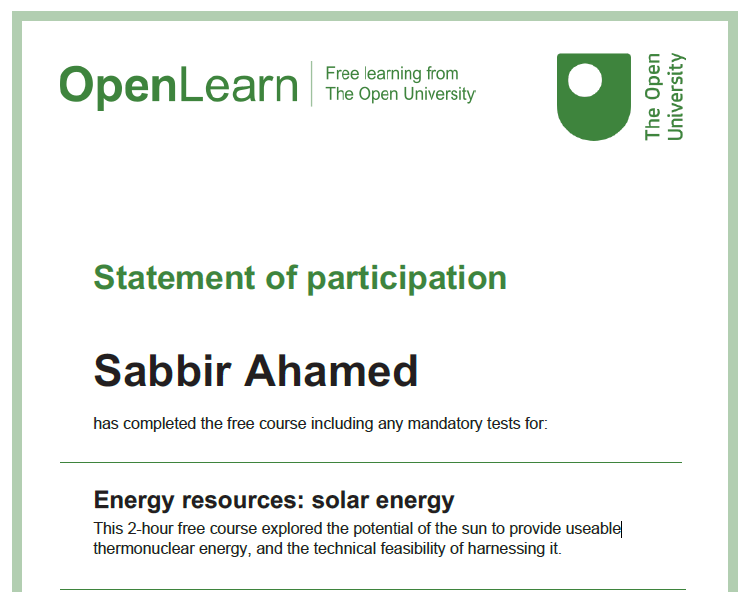 OpenLearn
Free learning from
The Open University
The Open
University
Statement of participation
Sabbir Ahamed
has completed the free course including any mandatory tests for:
Energy resources: solar energy
This 2-hour free course explored the potential of the sun to provide useable
thermonuclear energy, and the technical feasibility of harnessing it.